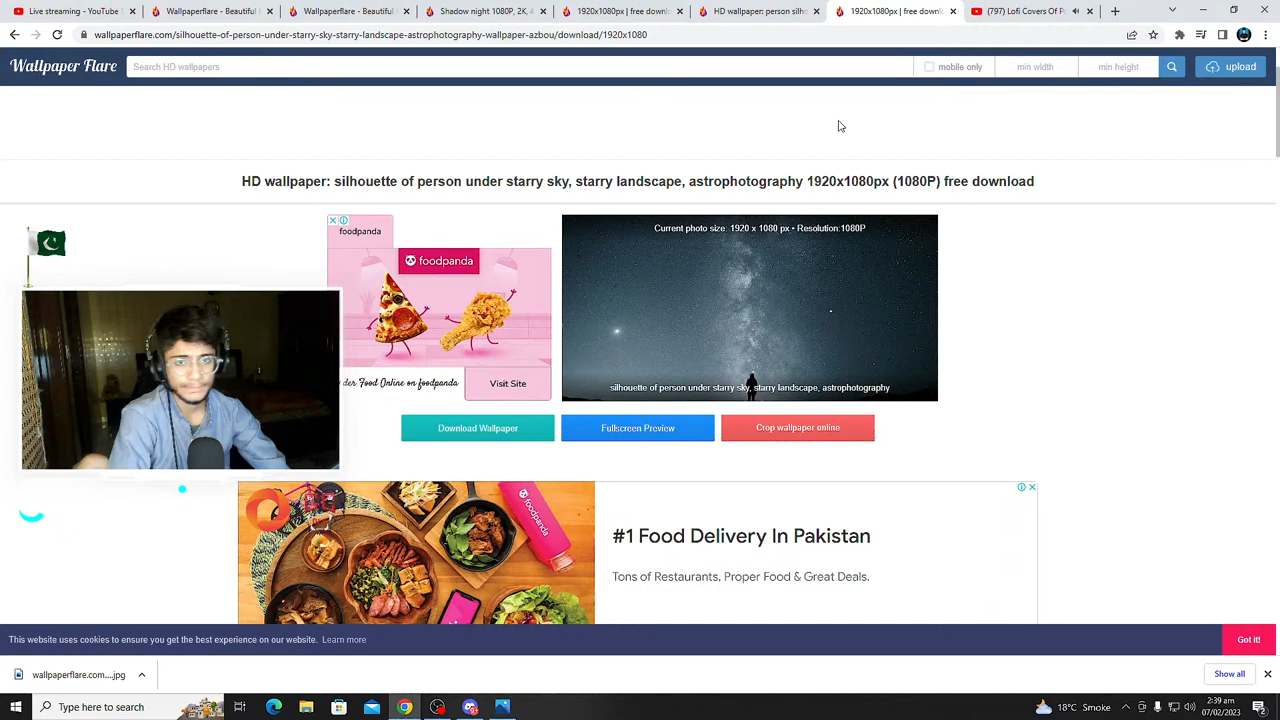 Live streaming - YouTub
Wallpaperflare - Beautiful
Wallpaperflare - Beautiful
Shadow night 1080P, 2K, 4
1920x1080px | free downl
HD wallpaper: person silho
1920x1080px | free downl
(797) Lofi Covers Of P
wallpaperflare.com/silhouette-of-person-under-starry-sky-starry-landscape-astrophotography-wallpaper-azbou/download/1920x1080
Wallpaper Flare
Search HD wallpapers
mobile only
min width
min height
upload
HD wallpaper: silhouette of person under starry sky, starry landscape, astrophotography 1920x1080px (1080P) free download
foodpanda
foodpanda
der Food Online on foodpanda
Visit Site
Current photo size: 1920 x 1080 px - Resolution:1080P
silhouette of person under starry sky, starry landscape, astrophotography
Download Wallpaper
Fullscreen Preview
Crop wallpaper online
foodpanda
#1 Food Delivery In Pakistan
Tons of Restaurants, Proper Food & Great Deals.
This website uses cookies to ensure you get the best experience on our website. Learn more
Got it!
wallpaperflare.com....jpg
Show all
Type here to search
18°C Smoke
2:39 am
07/02/2023
2